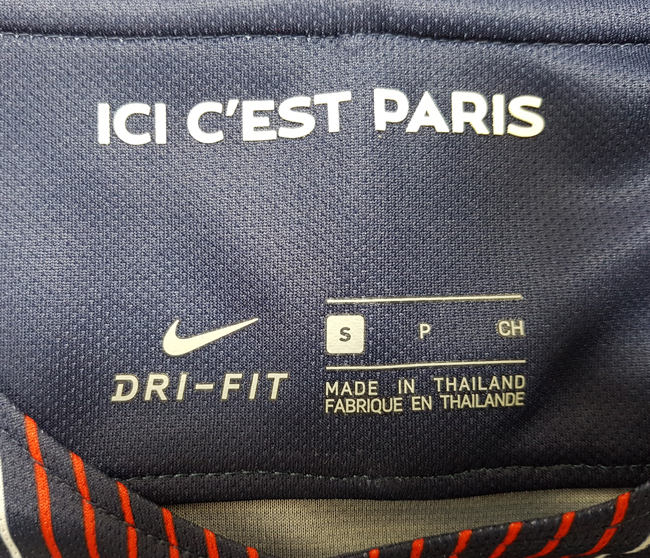 ICI C'EST PARIS
S P CH
DRI-FIT
MADE IN THAILAND
FABRIQUE EN THAILANDE